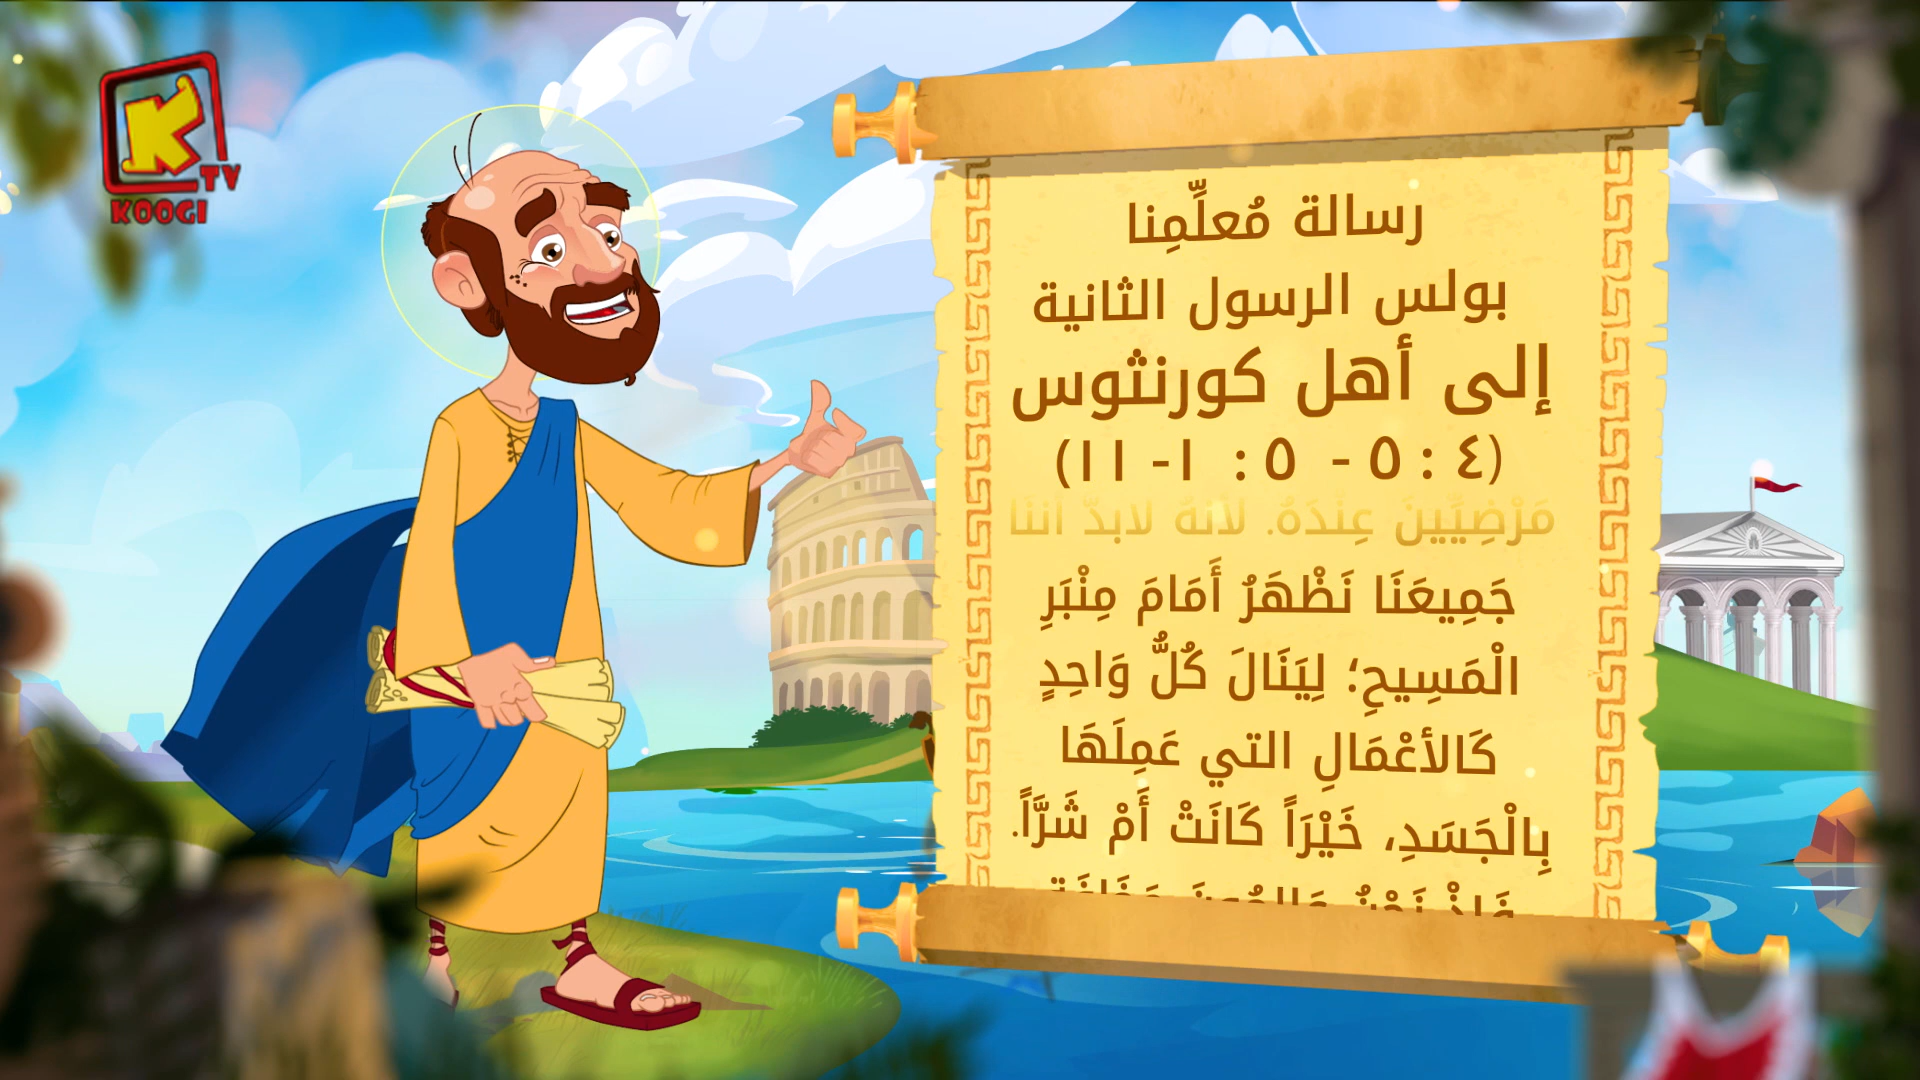 K TV
KOOGI
رسالة مُعلِّمِنا
بولس الرسول الثانية
إلى أهل كورنثوس
(٤ : ٥ - ٥ : ١- ١١)
مَرْضِيِّينَ عِنْدَهُ. لأنهُ لابدّ أننا
جَمِيعَنَا نَظْهَرُ أَمَامَ مِنْبَرِ
الْمَسِيحِ؛ لِيَنَالَ كُلُّ وَاحِدٍ
كَالأعْمَالِ التي عَمِلَهَا
بِالْجَسَدِ، خَيْرَاً كَانَتْ أَمْ شَرَّاً.